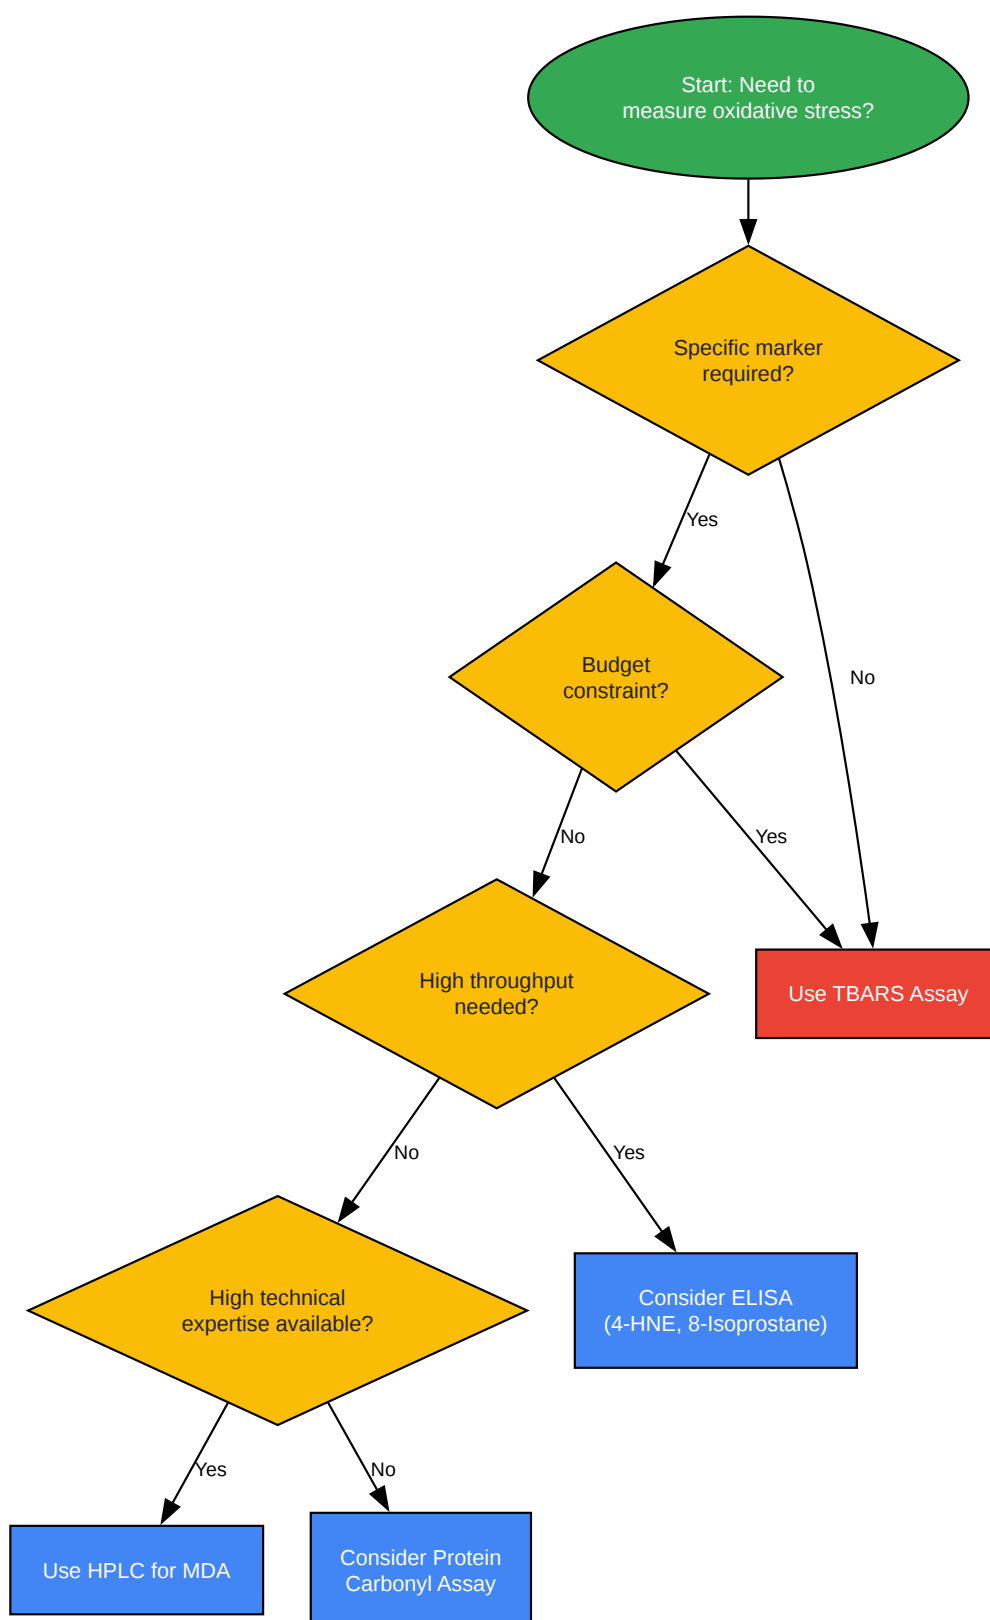 Start: Need to
measure oxidative stress?
Specific marker
required?
Yes
Budget
constraint?
No
No
Yes
High throughput
needed?
Use TBARS Assay
No
Yes
High technical
expertise available?
Consider ELISA
(4-HNE, 8-Isoprostane)
Yes
No
Use HPLC for MDA
Consider Protein
Carbonyl Assay